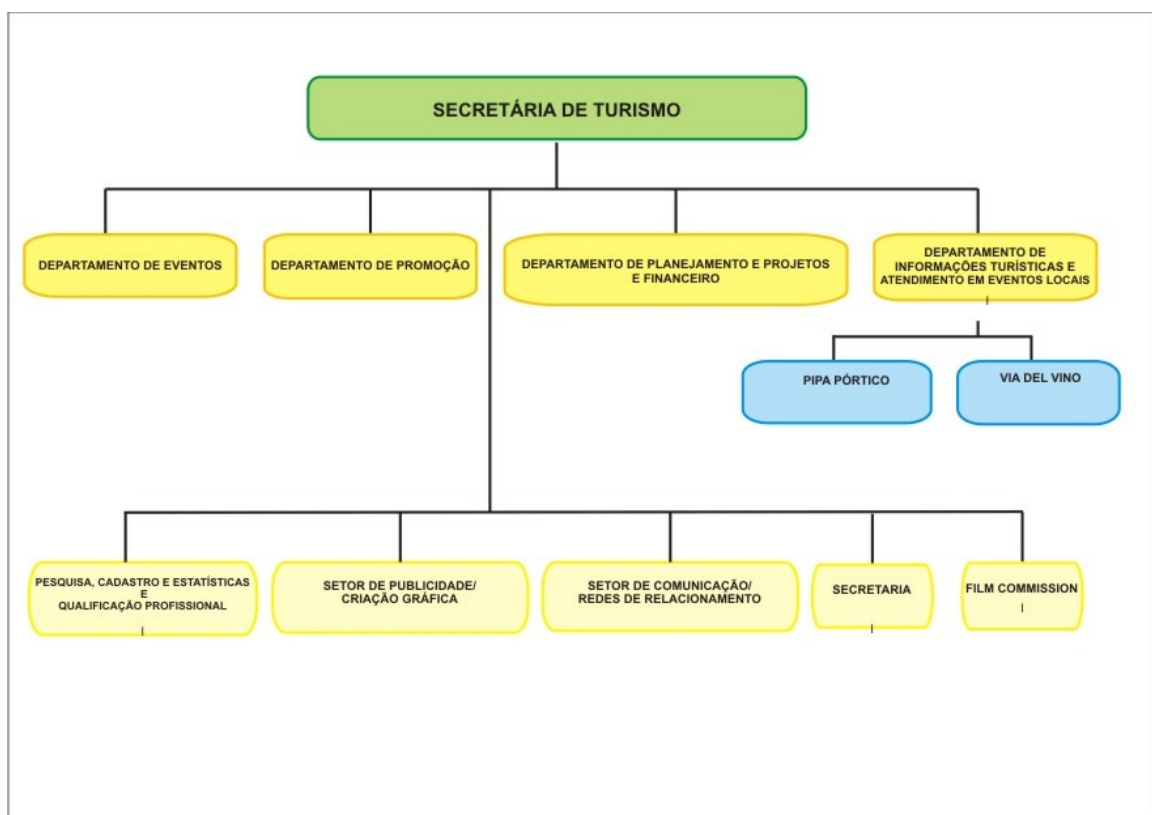 SECRETÁRIA DE TURISMO
DEPARTAMENTO DE EVENTOS
DEPARTAMENTO DE PROMOÇÃO
DEPARTAMENTO DE PLANEJAMENTO E PROJETOS
E FINANCEIRO
DEPARTAMENTO DE
INFORMAÇÕES TURÍSTICAS E
ATENDIMENTO EM EVENTOS LOCAIS
PIPA PÓRTICO
VIA DEL VINO
PESQUISA, CADASTRO E ESTATÍSTICAS
E
QUALIFICAÇÃO PROFISSIONAL
SETOR DE PUBLICIDADE/
CRIAÇÃO GRÁFICA
SETOR DE COMUNICAÇÃO/
REDES DE RELACIONAMENTO
SECRETARIA
FILM COMMISSION